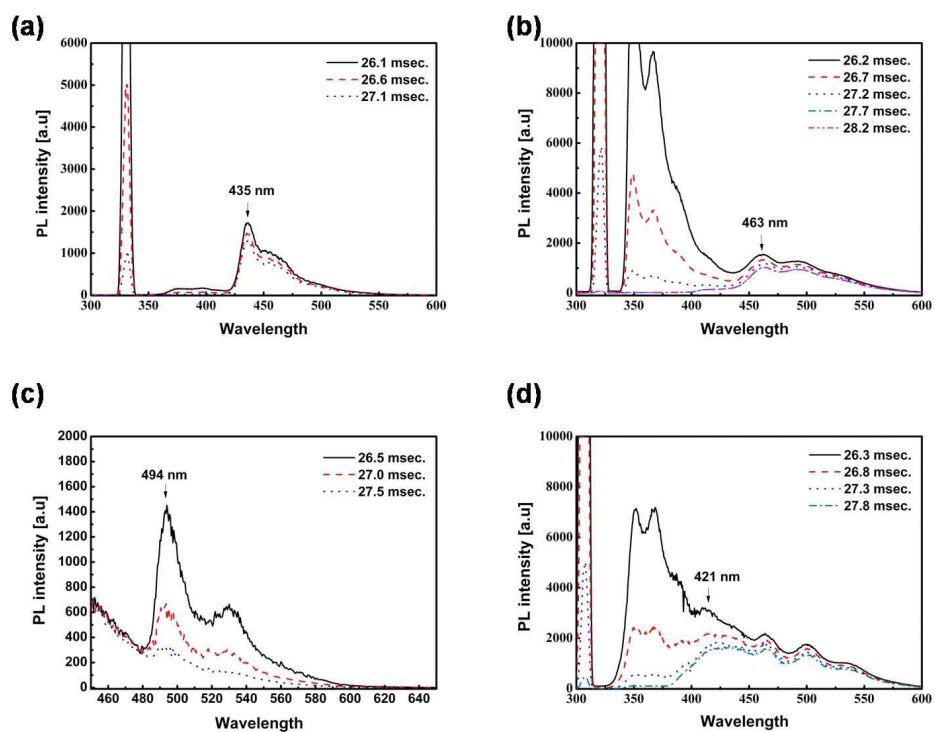 (a)
6000
5000
4000
3000
2000
1000
0
PL intensity [a.u]
26.1 msec.
26.6 msec.
27.1 msec.
435 nm
300 350 400 450 500 550 600
Wavelength
(b)
10000
8000
6000
4000
2000
0
PL intensity [a.u]
26.2 msec.
26.7 msec.
27.2 msec.
27.7 msec.
28.2 msec.
463 nm
300 350 400 450 500 550 600
Wavelength
(c)
2000
1800
1600
1400
1200
1000
800
600
400
200
0
PL intensity [a.u]
26.5 msec.
27.0 msec.
27.5 msec.
494 nm
460 480 500 520 540 560 580 600 620 640
Wavelength
(d)
10000
8000
6000
4000
2000
0
PL intensity [a.u]
26.3 msec.
26.8 msec.
27.3 msec.
27.8 msec.
421 nm
300 350 400 450 500 550 600
Wavelength